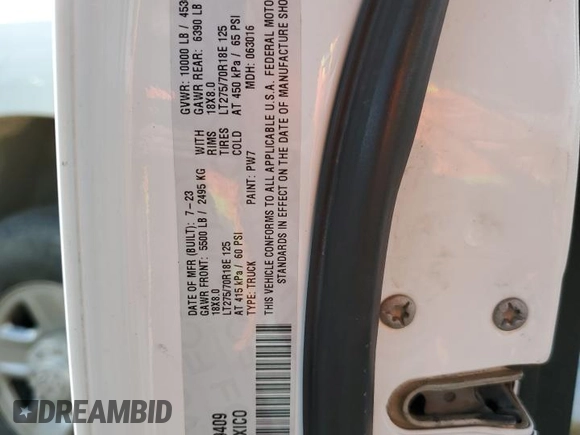 DATE OF MFR (BUILT): 7-23 GVWR: 10000 LB / 453
GAWR FRONT: 5500 LB / 2495 KG WITH GAWR REAR: 6390 LB
18X8.0 RIMS 18X8.0
LT275/70R18E 125 TIRES LT275/70R18E 125
AT 415 kPa / 60 PSI COLD AT 450 kPa / 65 PSI
TYPE: TRUCK PAINT: PW7 MDH: 063016
THIS VEHICLE CONFORMS TO ALL APPLICABLE U.S.A. FEDERAL MOTOR
STANDARDS IN EFFECT ON THE DATE OF MANUFACTURE SHO
409
XICO
DREAMBID